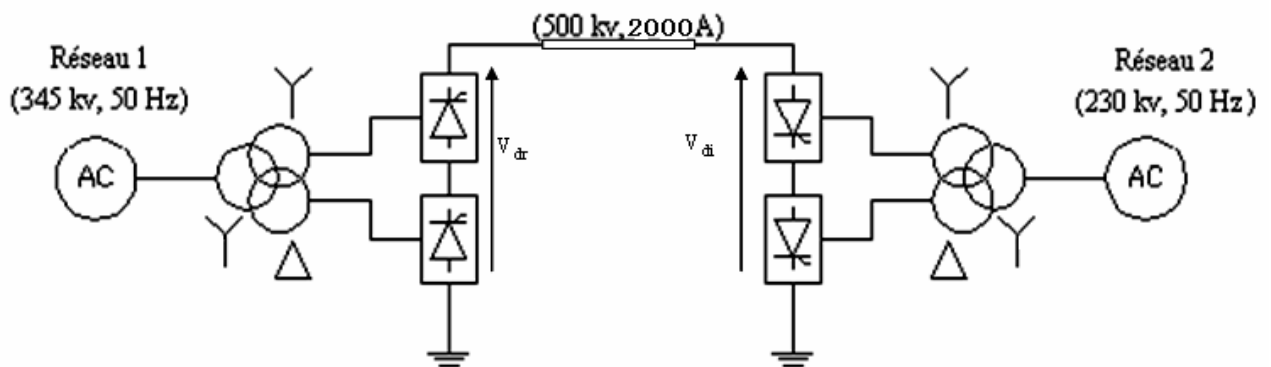 (500 kv, 2000A)
Réseau 1
(345 kv, 50 Hz)
Réseau 2
(230 kv, 50 Hz)
AC
V dr
V di
AC